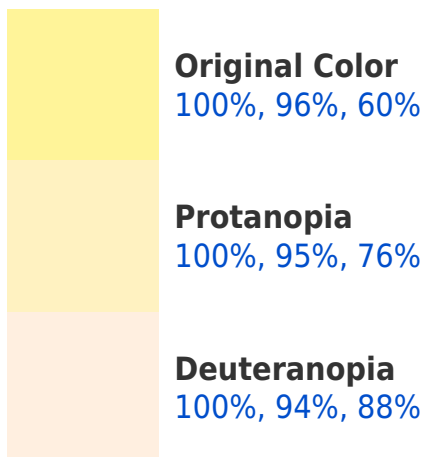 Original Color
100%, 96%, 60%
Protanopia
100%, 95%, 76%
Deuteranopia
100%, 94%, 88%